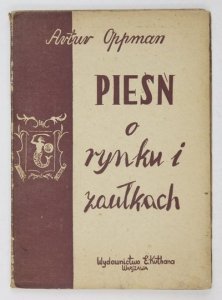 Artur Oppman
PIEŚŃ
o
rynku i
zaułkach
Wydawnictwo E. Kuthana
Warszawa